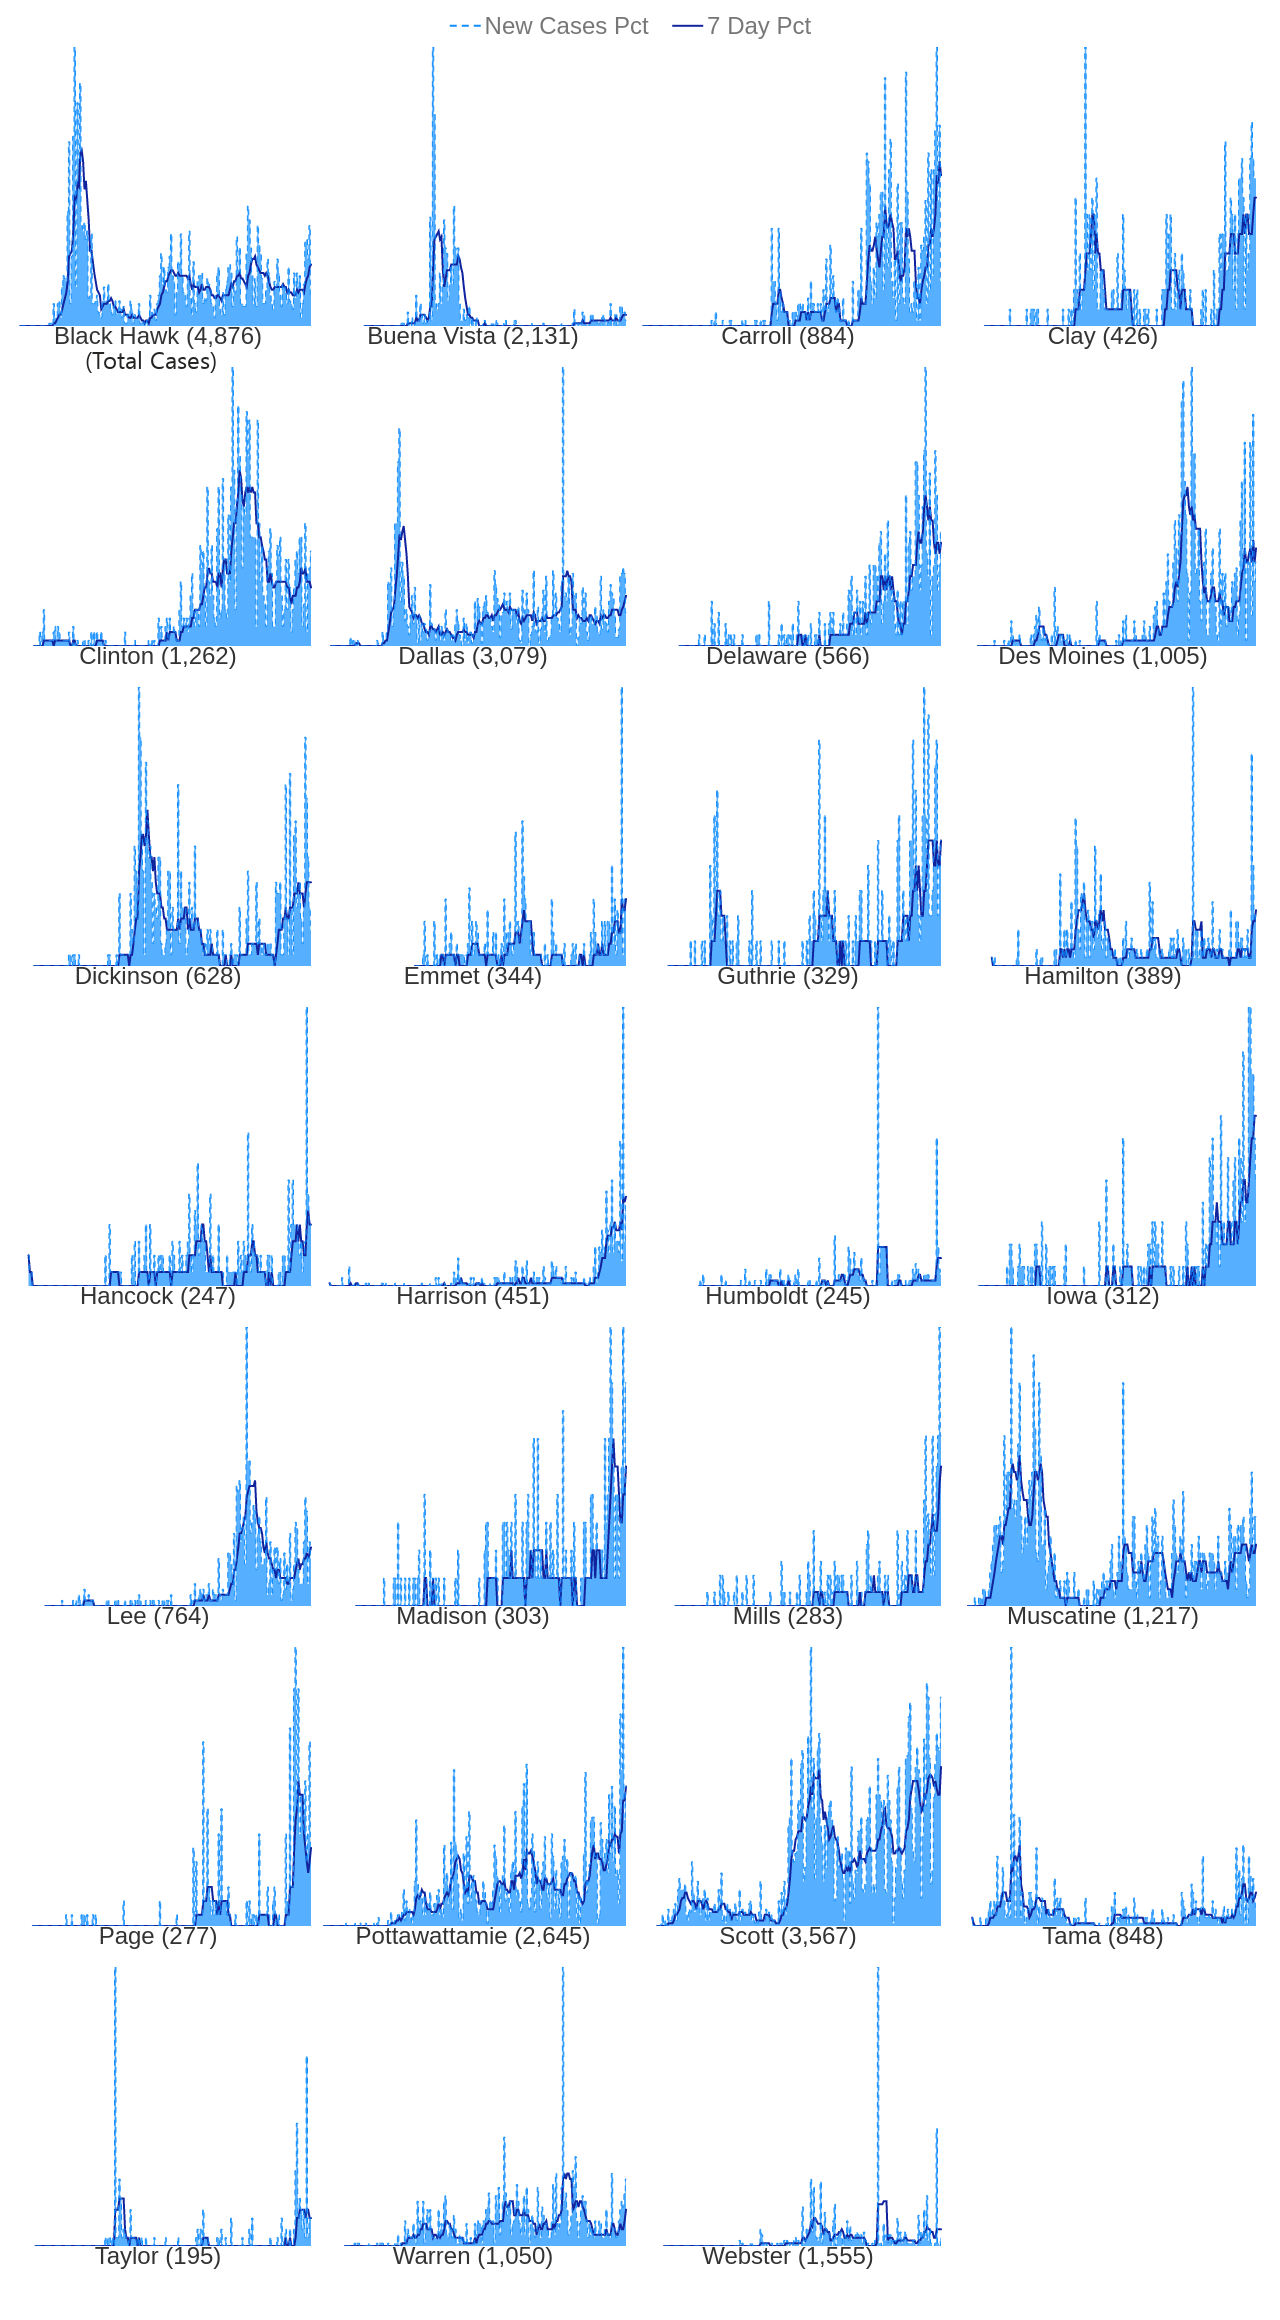 New Cases Pct 7 Day Pct
Black Hawk (4,876) Buena Vista (2,131) Carroll (884) Clay (426)
(Total Cases)
Clinton (1,262) Dallas (3,079) Delaware (566) Des Moines (1,005)
Dickinson (628) Emmet (344) Guthrie (329) Hamilton (389)
Hancock (247) Harrison (451) Humboldt (245) Iowa (312)
Lee (764) Madison (303) Mills (283) Muscatine (1,217)
Page (277) Pottawattamie (2,645) Scott (3,567) Tama (848)
Taylor (195) Warren (1,050) Webster (1,555)